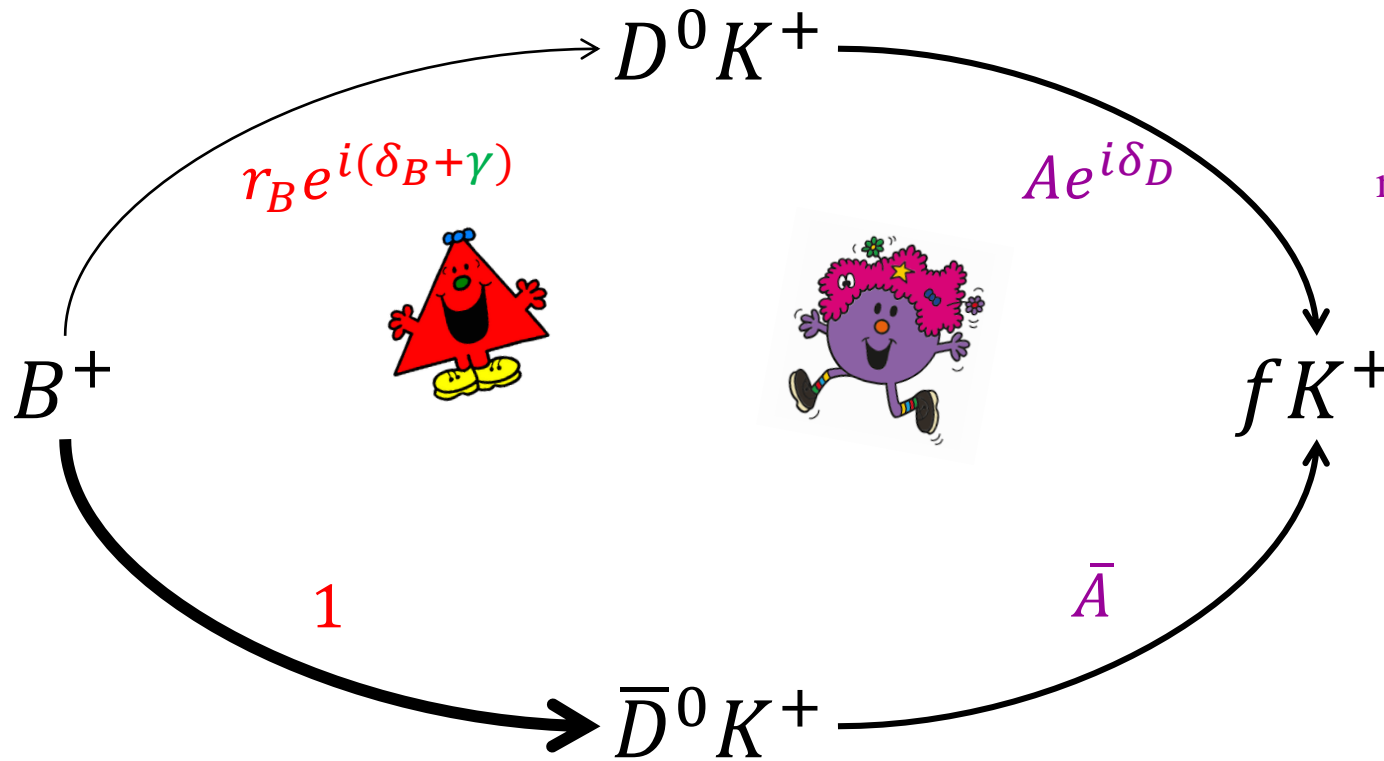 D⁰K⁺
r_B e^{i(δ_B+γ)}
Ae^{iδ_D}
B⁺
fK⁺
1
Ā
D̄⁰K⁺